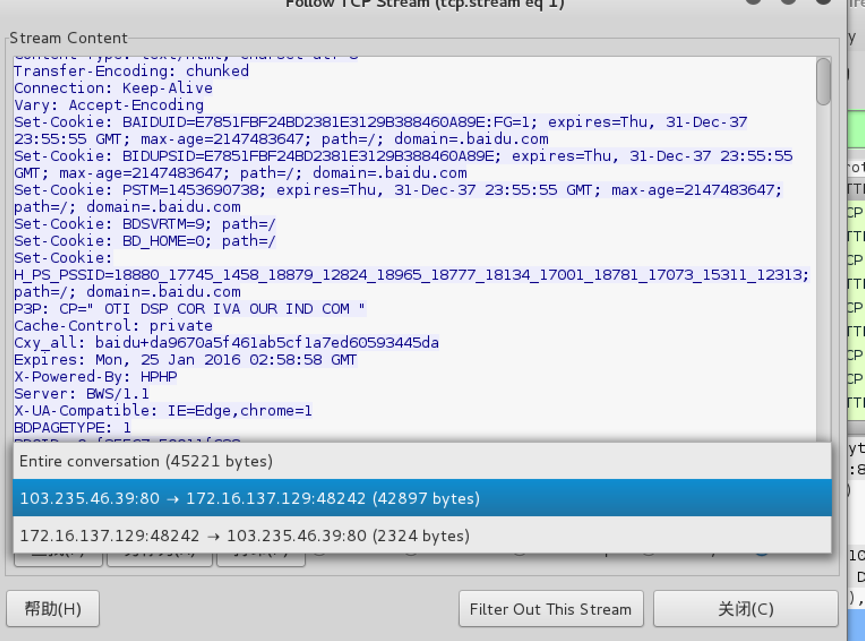 Follow TCP Stream (tcp.stream eq 1)
Stream Content
Content-Type: text/html; charset=utf-8
Transfer-Encoding: chunked
Connection: Keep-Alive
Vary: Accept-Encoding
Set-Cookie: BAIDUID=E7851FBF24BD2381E3129B388460A89E:FG=1; expires=Thu, 31-Dec-37
23:55:55 GMT; max-age=2147483647; path=/; domain=.baidu.com
Set-Cookie: BIDUPSID=E7851FBF24BD2381E3129B388460A89E; expires=Thu, 31-Dec-37 23:55:55
GMT; max-age=2147483647; path=/; domain=.baidu.com
Set-Cookie: PSTM=1453690738; expires=Thu, 31-Dec-37 23:55:55 GMT; max-age=2147483647;
path=/; domain=.baidu.com
Set-Cookie: BDSVRTM=9; path=/
Set-Cookie: BD_HOME=0; path=/
Set-Cookie:
H_PS_PSSID=18880_17745_1458_18879_12824_18965_18777_18134_17001_18781_17073_15311_12313;
path=/; domain=.baidu.com
P3P: CP=" OTI DSP COR IVA OUR IND COM "
Cache-Control: private
Cxy_all: baidu+da9670a5f461ab5cf1a7ed60593445da
Expires: Mon, 25 Jan 2016 02:58:58 GMT
X-Powered-By: HPHP
Server: BWS/1.1
X-UA-Compatible: IE=Edge,chrome=1
BDPAGETYPE: 1
Entire conversation (45221 bytes)
103.235.46.39:80 → 172.16.137.129:48242 (42897 bytes)
172.16.137.129:48242 → 103.235.46.39:80 (2324 bytes)
帮助(H)
Filter Out This Stream
关闭(C)